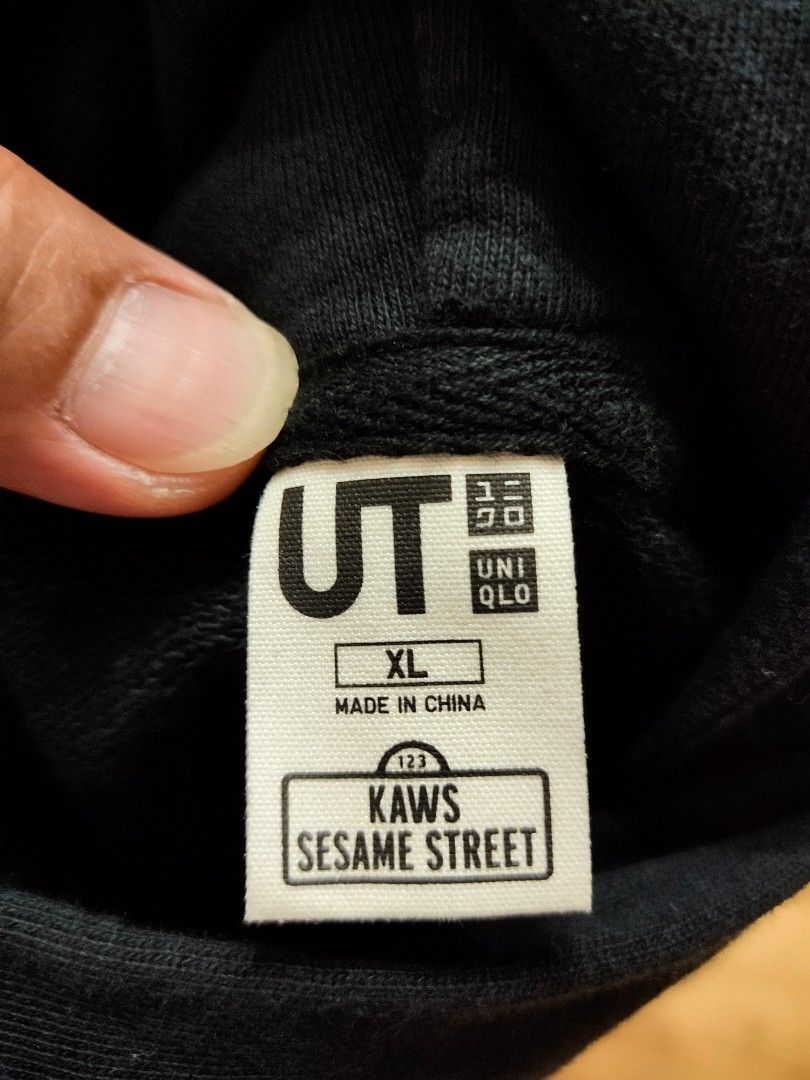 UT
ユニ
クロ
UNI
QLO
XL
MADE IN CHINA
123
KAWS
SESAME STREET